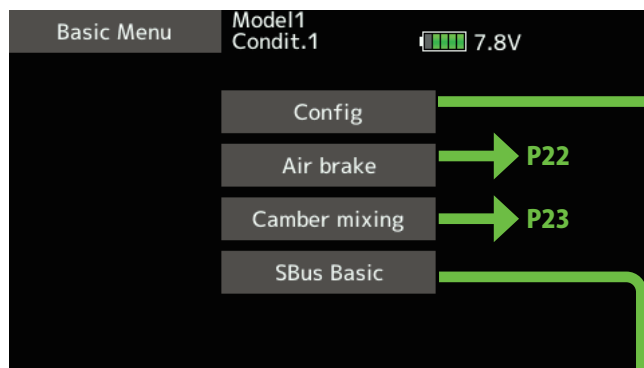 Basic Menu
Model1
Condit.1
7.8V
Config
Air brake
P22
Camber mixing
P23
SBus Basic